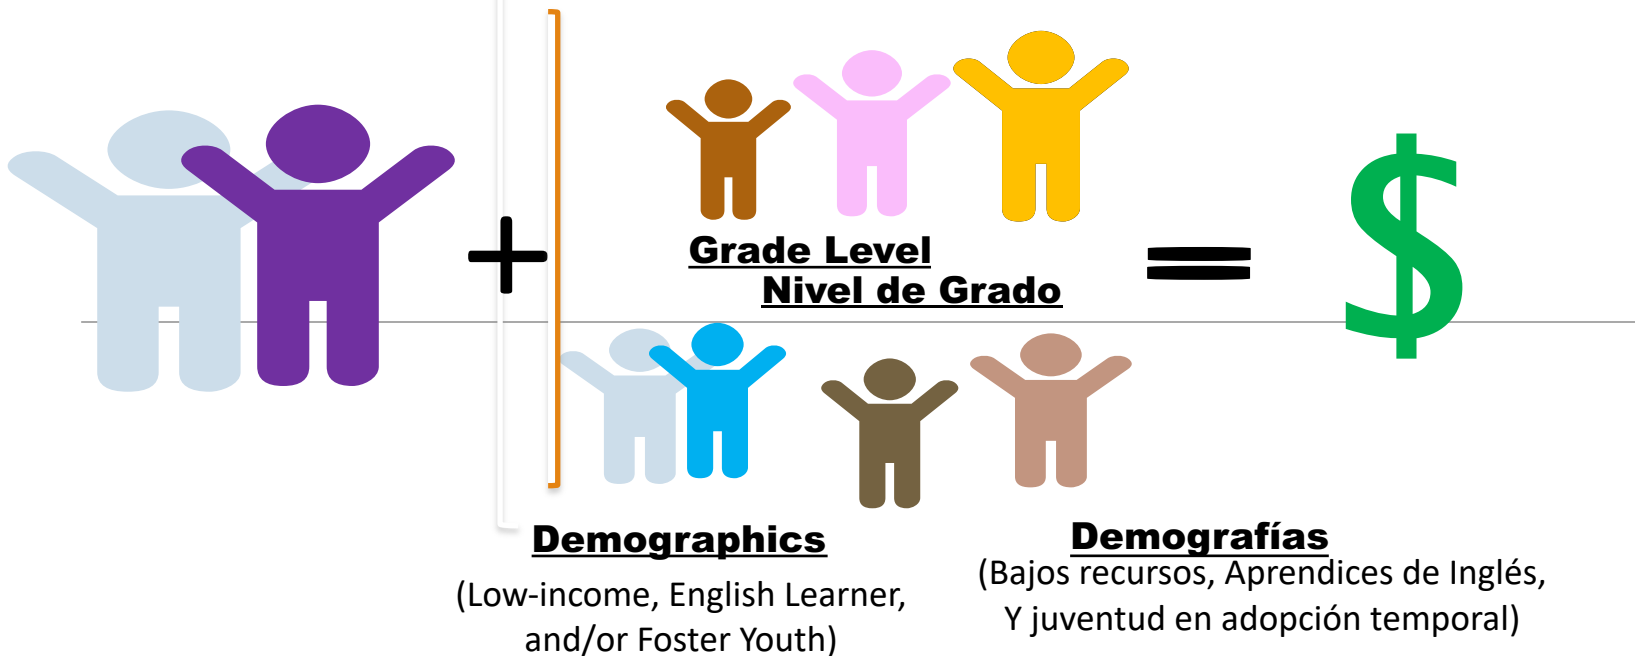 +
Grade Level
Nivel de Grado
=
$
Demographics
(Low-income, English Learner,
and/or Foster Youth)
Demografías
(Bajos recursos, Aprendices de Inglés,
Y juventud en adopción temporal)